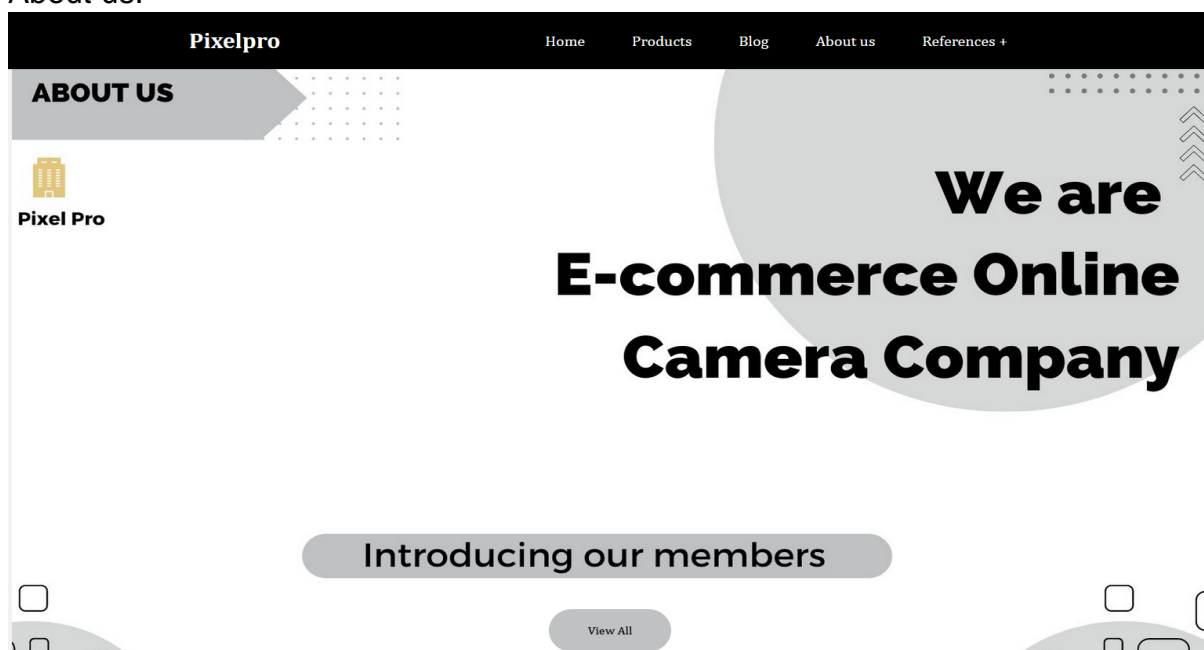 About us:
Pixelpro Home Products Blog About us References +
ABOUT US
Pixel Pro
We are
E-commerce Online
Camera Company
Introducing our members
View All